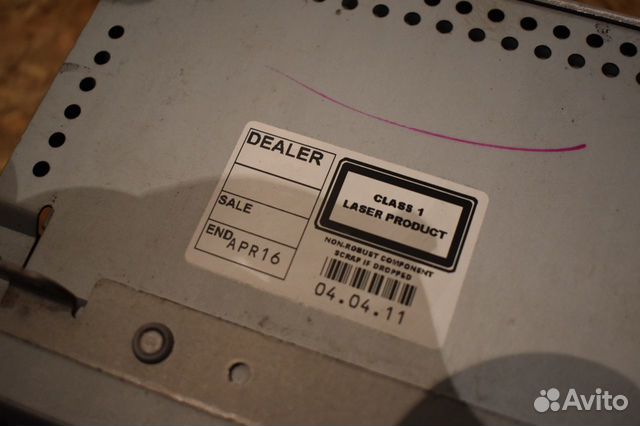 DEALER
SALE
END APR16
CLASS 1
LASER PRODUCT
NON.ROBUST COMPONENT
SCRAP IF DROPPED
04.04.11
Avito